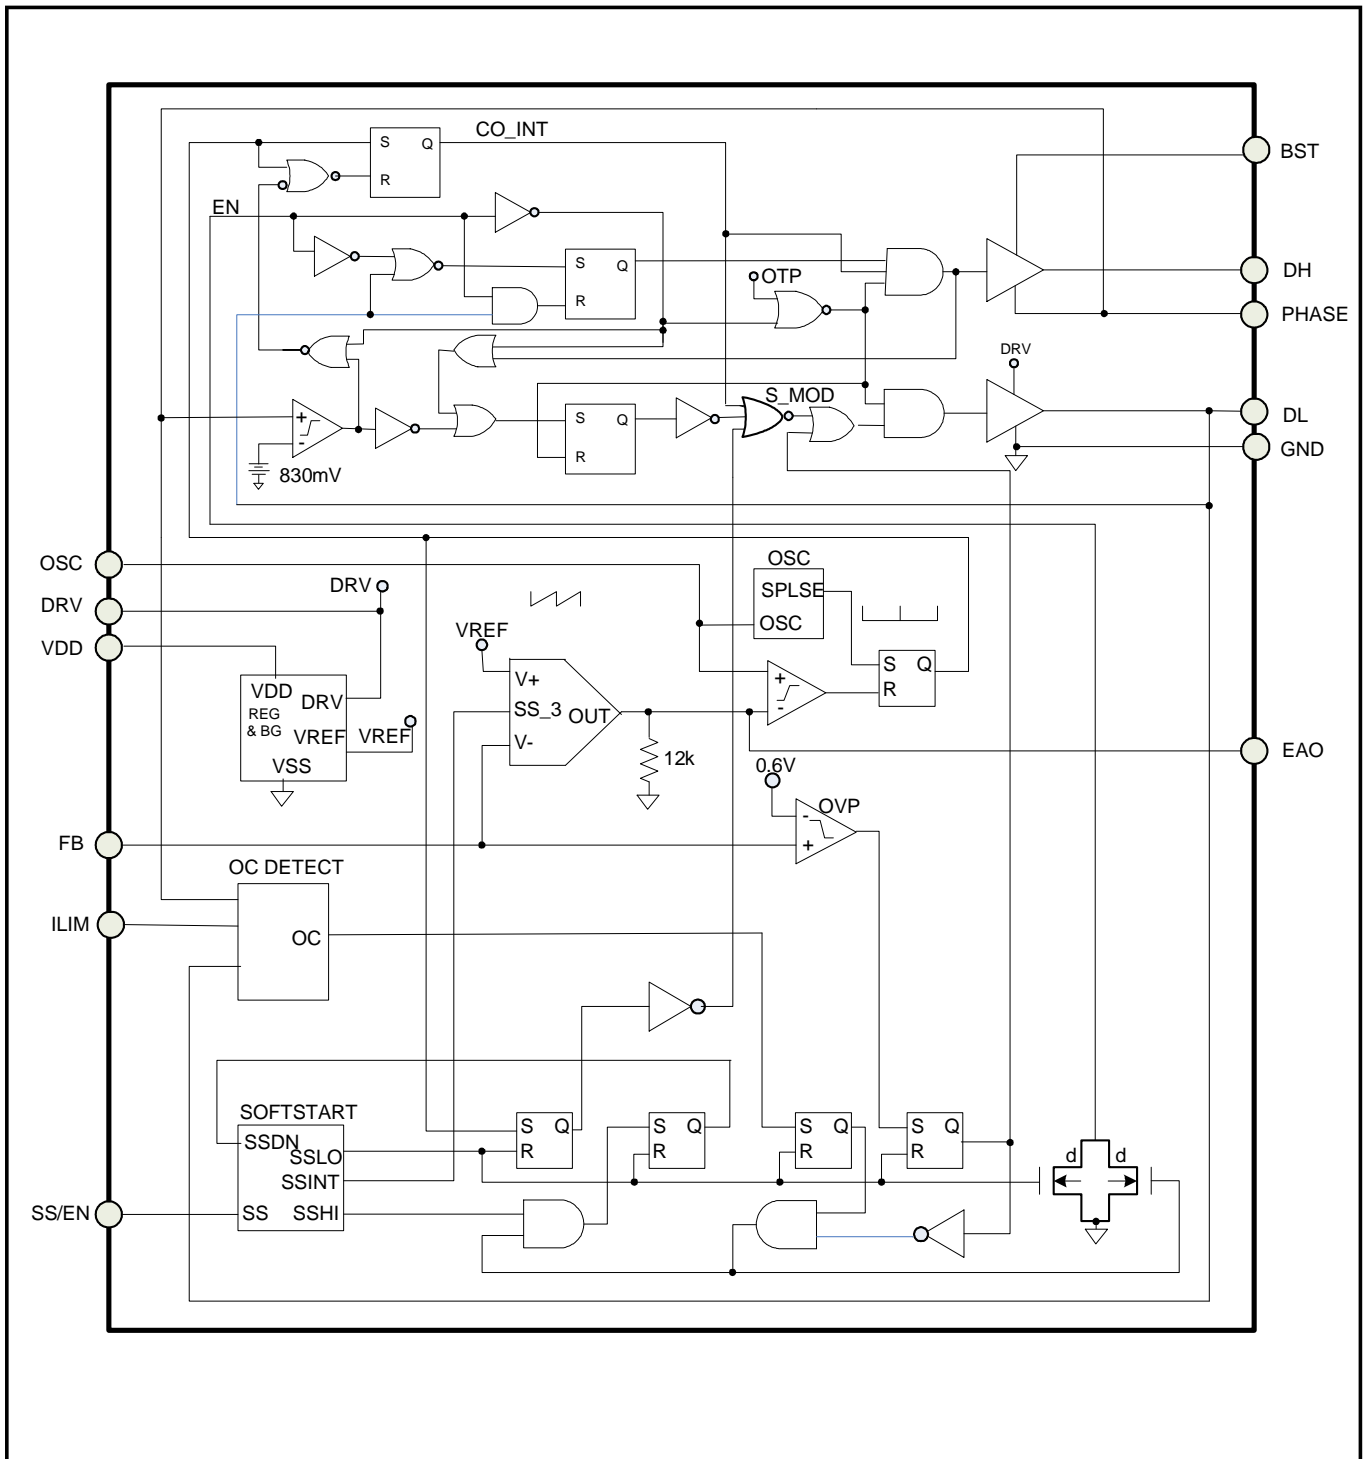 CO_INT
S Q
R
BST
EN
S Q
R
OTP
DH
PHASE
DRV
S_MOD
S Q
R
+
-
830mV
DL
GND
OSC
OSC
SPLSE
OSC
DRV
DRV
VDD
VREF
V+
SS_3 OUT
V-
+
-
S Q
R
VDD
DRV
REG
& BG
VREF
VREF
VSS
12k
EAO
0.6V
OVP
-
+
FB
OC DETECT
ILIM
OC
SOFTSTART
SSDN
SSLO
SSINT
SS SSHI
SS/EN
S Q
R
S Q
R
S Q
R
S Q
R
d d